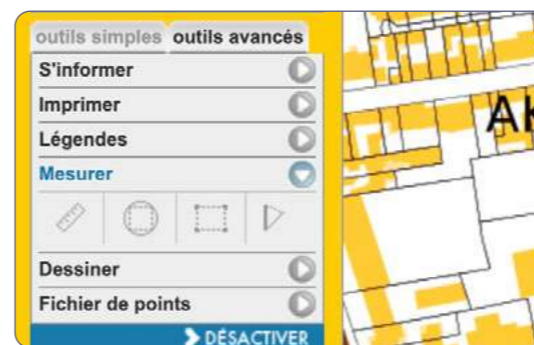 outils simples outils avancés
S'informer
Imprimer
Légendes
Mesurer
Dessiner
Fichier de points
DÉSACTIVER